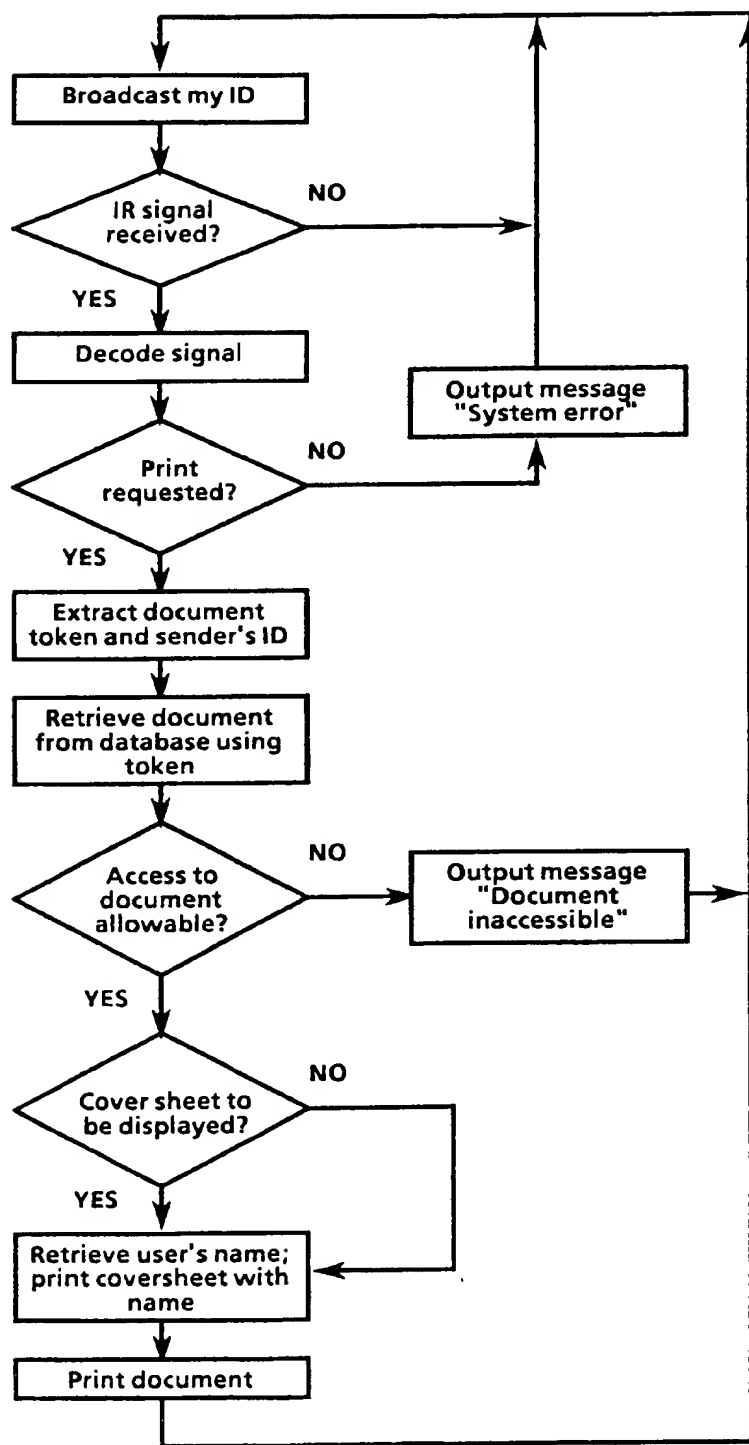 Broadcast my ID
IR signal
received?
NO
YES
Decode signal
Output message
"System error"
Print
requested?
NO
YES
Extract document
token and sender's ID
Retrieve document
from database using
token
Access to
document
allowable?
NO
Output message
"Document
inaccessible"
YES
Cover sheet to
be displayed?
NO
YES
Retrieve user's name;
print coversheet with
name
Print document